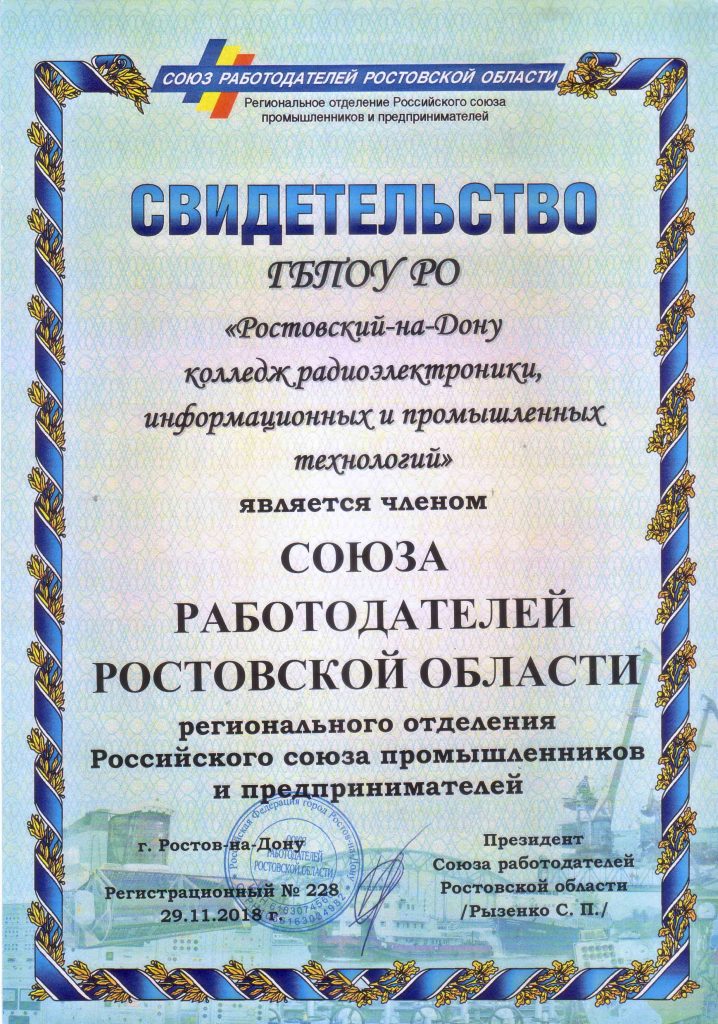 СОЮЗ РАБОТОДАТЕЛЕЙ РОСТОВСКОЙ ОБЛАСТИ
Региональное отделение Российского союза
промышленников и предпринимателей
СВИДЕТЕЛЬСТВО
ГБПОУ РО
«Ростовский-на-Дону
колледж радиоэлектроники,
информационных и промышленных
технологий»
является членом
СОЮЗА
РАБОТОДАТЕЛЕЙ
РОСТОВСКОЙ ОБЛАСТИ
регионального отделения
Российского союза промышленников
и предпринимателей
г. Ростов-на-Дону
Регистрационный № 228
29.11.2018 г.
Президент
Союза работодателей
Ростовской области
/Рызенко С. П./
Российская Федерация город Ростов-на-Дону
СОЮЗ
РАБОТОДАТЕЛЕЙ
РОСТОВСКОЙ ОБЛАСТИ